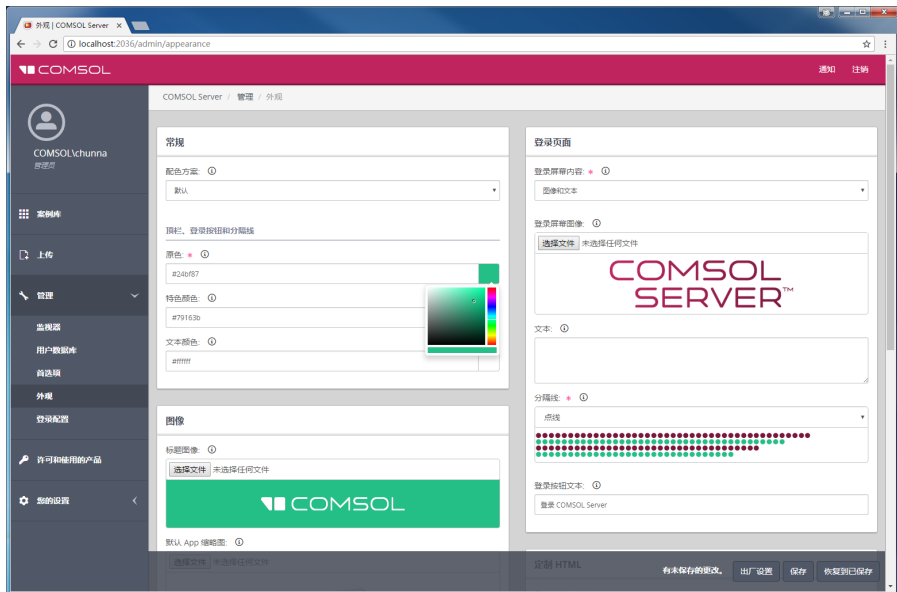 外观 | COMSOL Server
localhost:2036/admin/appearance
COMSOL
通知 注销
COMSOL\chunna
管理员
案例库
上传
管理
监视器
用户数据库
首选项
外观
登录配置
许可和使用的产品
您的设置
COMSOL Server / 管理 / 外观
常规
配色方案:
默认
顶栏、登录按钮和分隔线
原色: *
#24bf87
特色颜色:
#79163b
文本颜色:
#ffffff
图像
标题图像:
选择文件 未选择任何文件
COMSOL
默认 App 缩略图:
选择文件 未选择任何文件
登录页面
登录屏幕内容: *
图像和文本
登录屏幕图像:
选择文件 未选择任何文件
COMSOL
SERVER™
文本:
分隔线: *
点线
登录按钮文本:
登录 COMSOL Server
定制 HTML
有未保存的更改。 出厂设置 保存 恢复到已保存